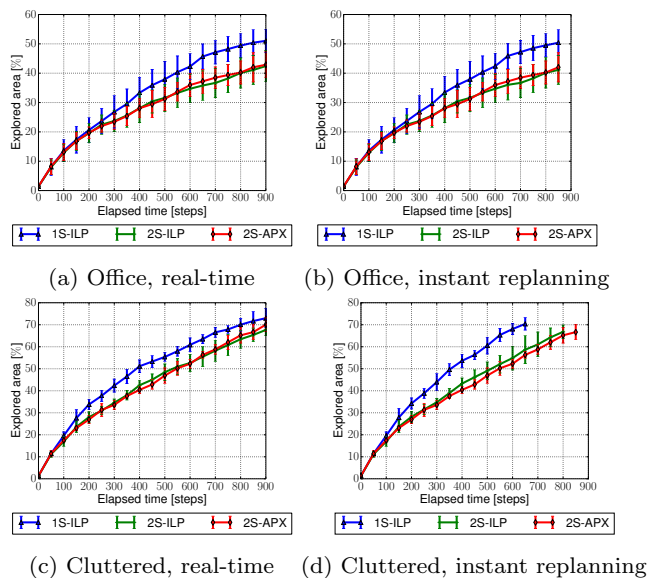 60
50
40
30
20
10
0
Explored area [%]
0 100 200 300 400 500 600 700 800 900
Elapsed time [steps]
1S-ILP 2S-ILP 2S-APX
(a) Office, real-time
60
50
40
30
20
10
0
Explored area [%]
0 100 200 300 400 500 600 700 800 900
Elapsed time [steps]
1S-ILP 2S-ILP 2S-APX
(b) Office, instant replanning
80
70
60
50
40
30
20
10
0
Explored area [%]
0 100 200 300 400 500 600 700 800 900
Elapsed time [steps]
1S-ILP 2S-ILP 2S-APX
(c) Cluttered, real-time
80
70
60
50
40
30
20
10
0
Explored area [%]
0 100 200 300 400 500 600 700 800 900
Elapsed time [steps]
1S-ILP 2S-ILP 2S-APX
(d) Cluttered, instant replanning